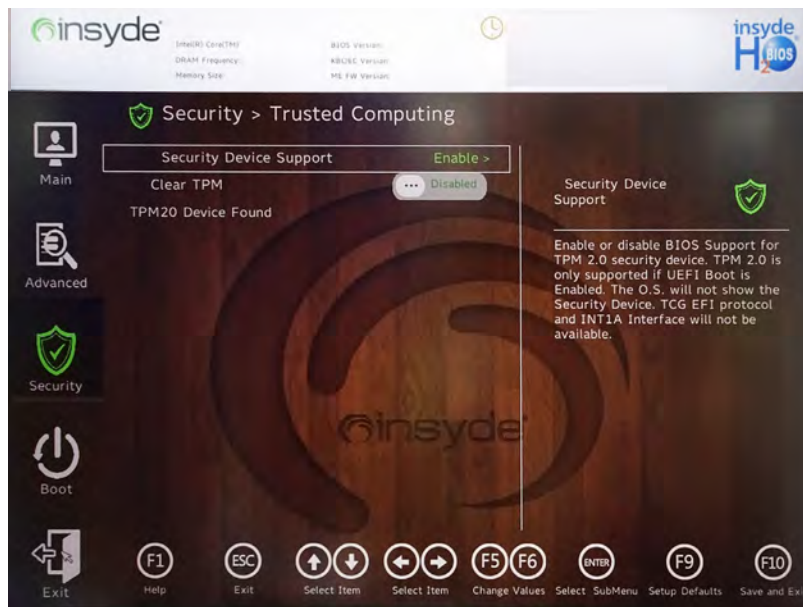 insyde
Intel(R) Core(TM)
BIOS Version:
DRAM Frequency:
KBC/EC Version:
Memory Size:
ME FW Version:
insyde
H2O BIOS
Security > Trusted Computing
Main
Advanced
Security
Boot
Exit
Security Device Support Enable >
Clear TPM Disabled
TPM20 Device Found
Security Device
Support
Enable or disable BIOS Support for
TPM 2.0 security device. TPM 2.0 is
only supported if UEFI Boot is
Enabled. The O.S. will not show the
Security Device. TCG EFI protocol
and INT1A Interface will not be
available.
insyde
F1 Help
ESC Exit
Select Item
Select Item
F5 F6 Change Values
ENTER Select SubMenu
F9 Setup Defaults
F10 Save and Ex